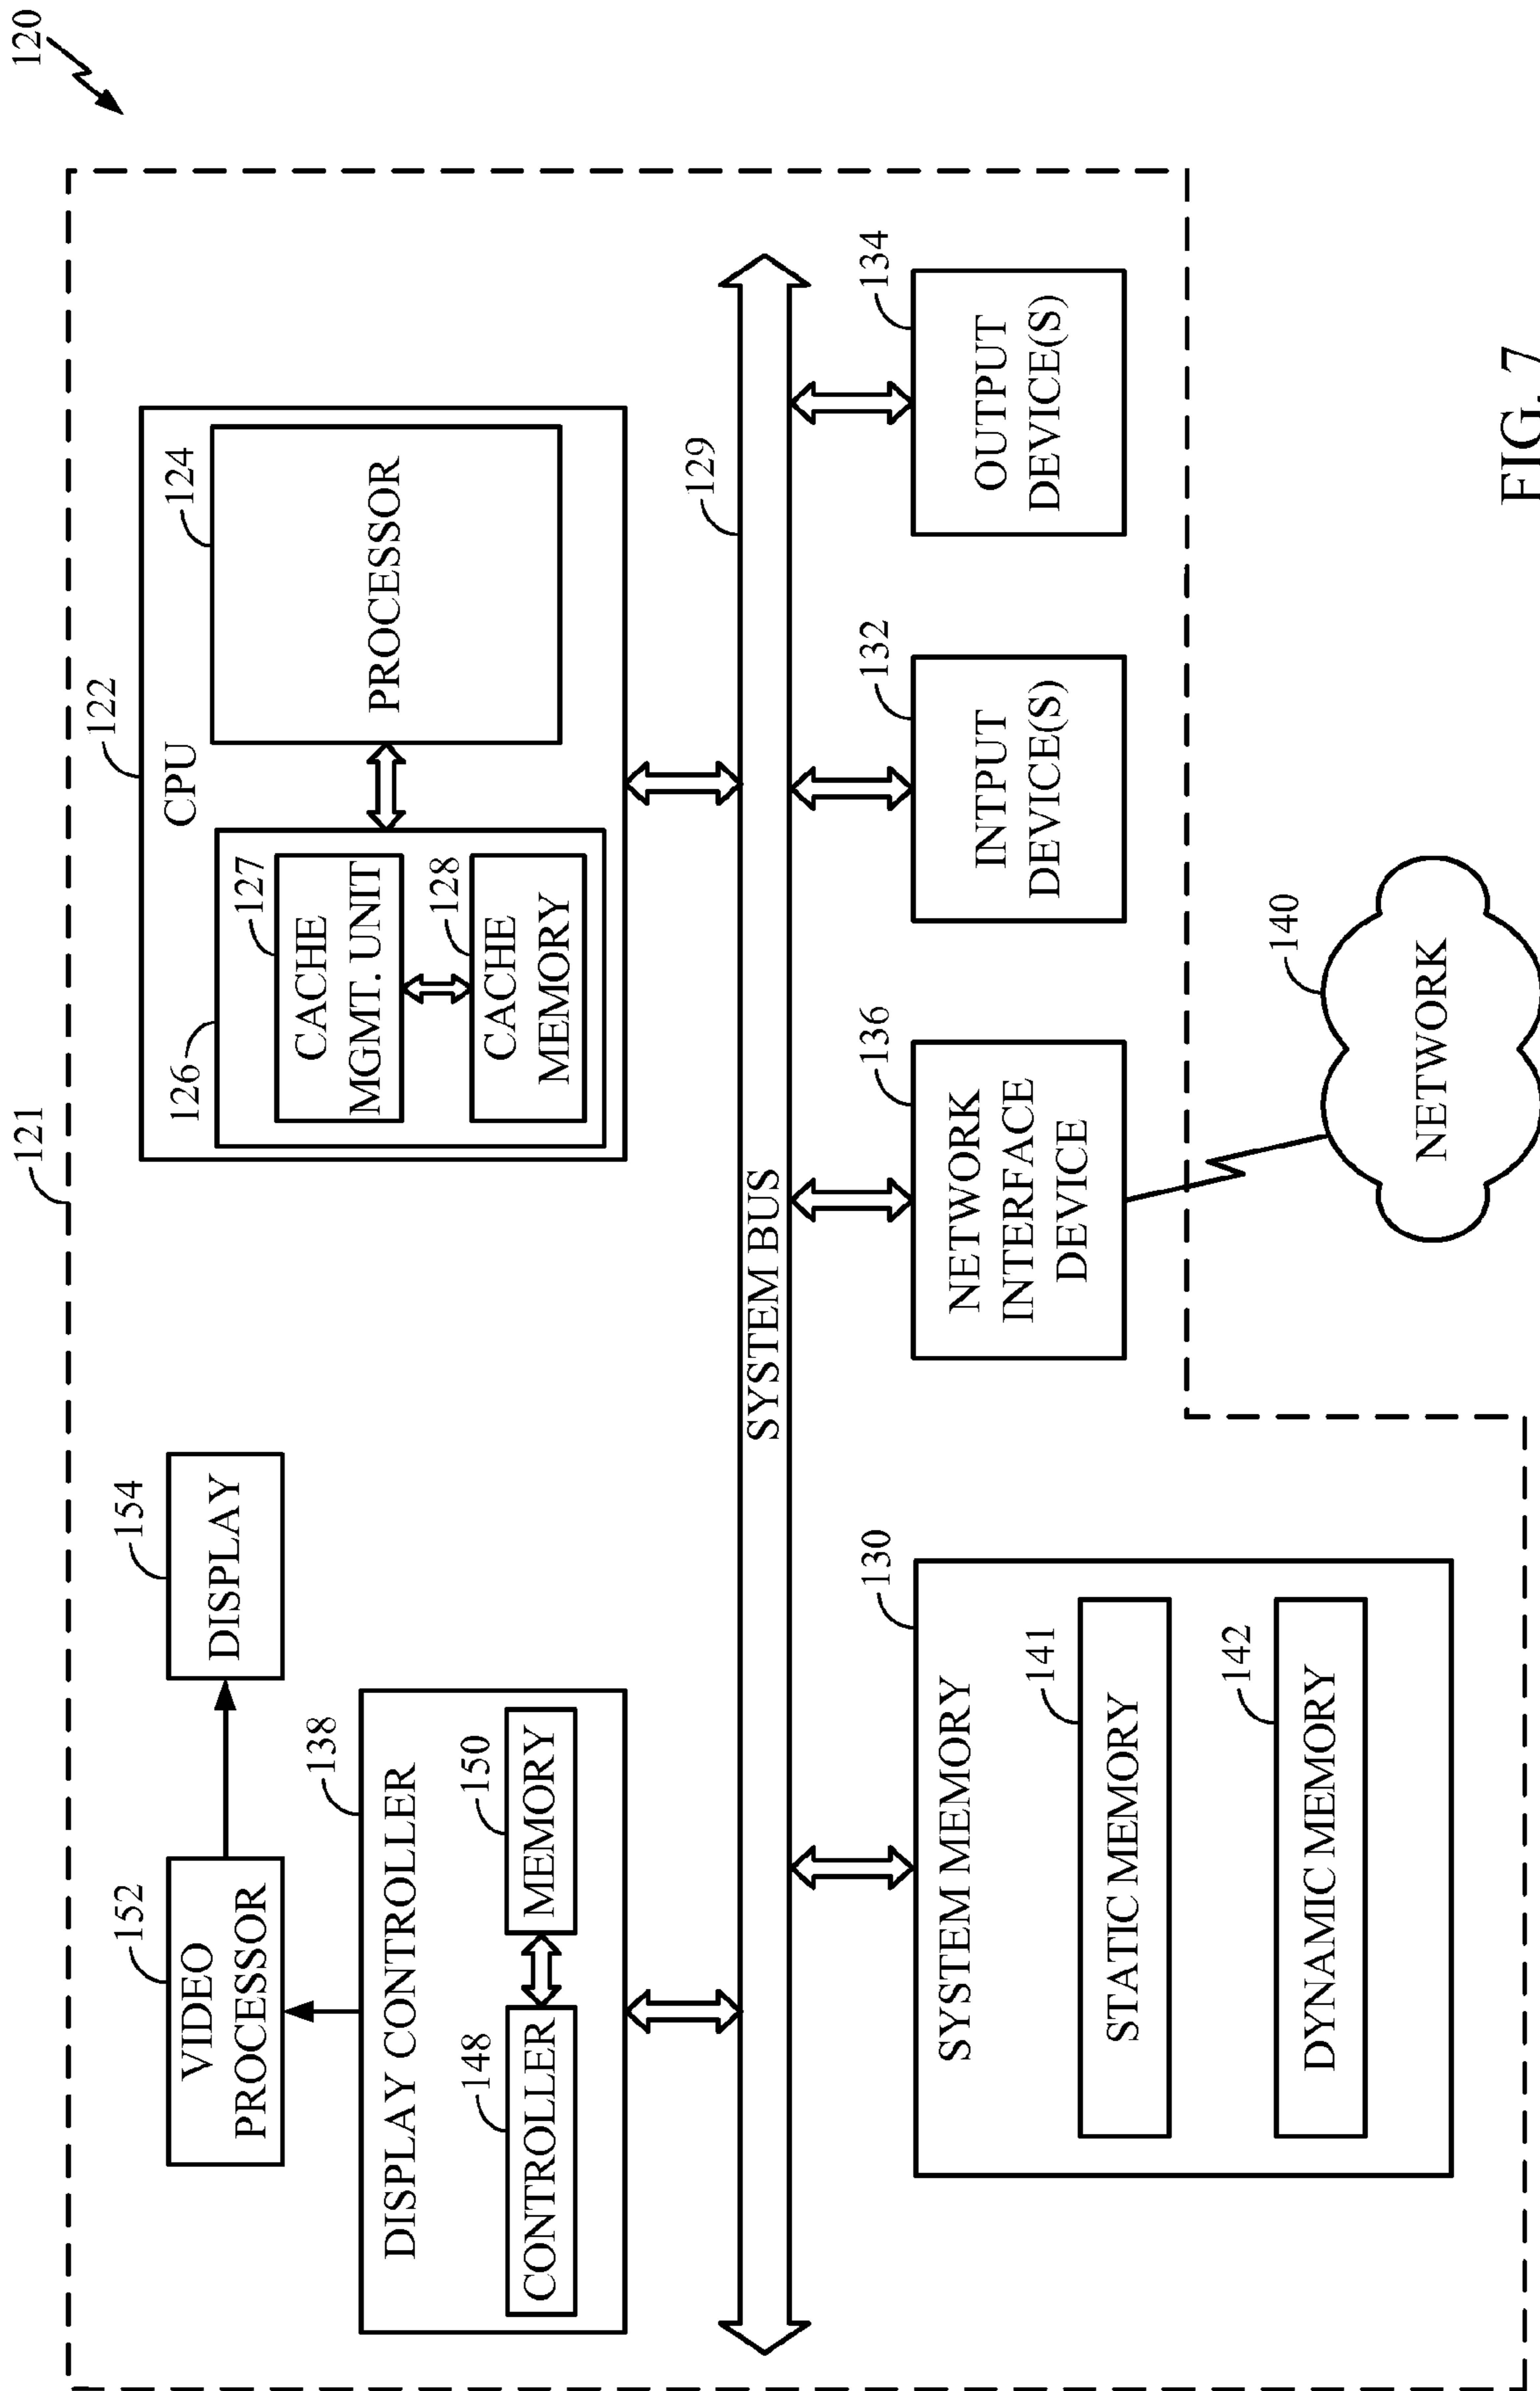 120
121
122
CPU
124
PROCESSOR
126
127
CACHE
MGMT. UNIT
128
CACHE
MEMORY
154
DISPLAY
152
VIDEO
PROCESSOR
138
DISPLAY CONTROLLER
148
CONTROLLER
150
MEMORY
129
SYSTEM BUS
130
SYSTEM MEMORY
141
STATIC MEMORY
142
DYNAMIC MEMORY
136
NETWORK
INTERFACE
DEVICE
132
INTPUT
DEVICE(S)
134
OUTPUT
DEVICE(S)
140
NETWORK
FIG. 7